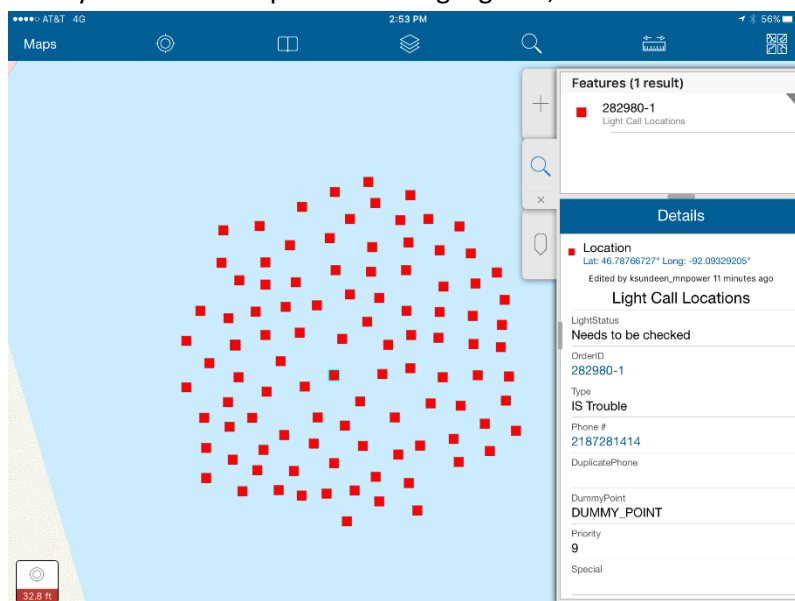 AT&T 4G 2:53 PM 56%
Maps
Features (1 result)
282980-1
Light Call Locations
Details
Location
Lat: 46.78766727° Long: -92.09329205°
Edited by ksundeen_mnpower 11 minutes ago
Light Call Locations
LightStatus
Needs to be checked
OrderID
282980-1
Type
IS Trouble
Phone #
2187281414
DuplicatePhone
DummyPoint
DUMMY_POINT
Priority
9
Special
32.8 ft